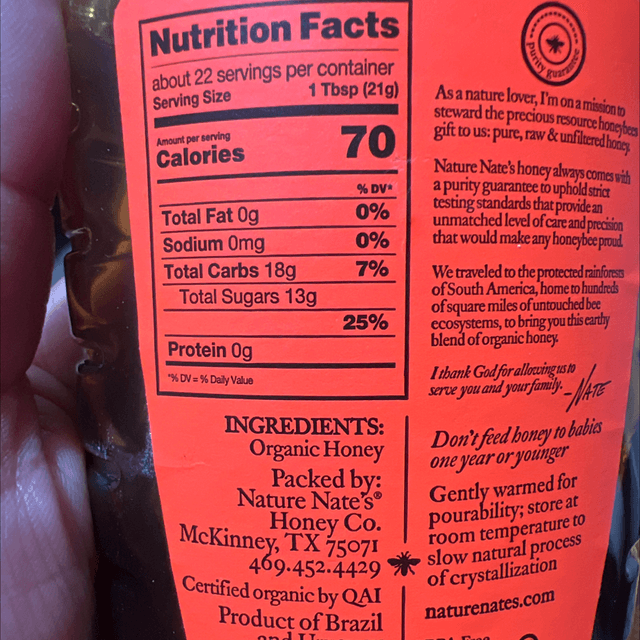 Nutrition Facts
about 22 servings per container
Serving Size 1 Tbsp (21g)
Amount per serving
Calories 70
% DV*
Total Fat 0g 0%
Sodium 0mg 0%
Total Carbs 18g 7%
Total Sugars 13g
25%
Protein 0g
*% DV = % Daily Value
INGREDIENTS:
Organic Honey
Packed by:
Nature Nate's®
Honey Co.
McKinney, TX 75071
469.452.4429
Certified organic by QAI
Product of Brazil
and
purity guarantee
As a nature lover, I'm on a mission to
steward the precious resource honeybees
gift to us: pure, raw & unfiltered honey.
Nature Nate's honey always comes with
a purity guarantee to uphold strict
testing standards that provide an
unmatched level of care and precision
that would make any honeybee proud.
We traveled to the protected rainforests
of South America, home to hundreds
of square miles of untouched bee
ecosystems, to bring you this earthy
blend of organic honey.
I thank God for allowing us to
serve you and your family. –NATE
Don't feed honey to babies
one year or younger
Gently warmed for
pourability; store at
room temperature to
slow natural process
of crystallization
naturenates.com
Free